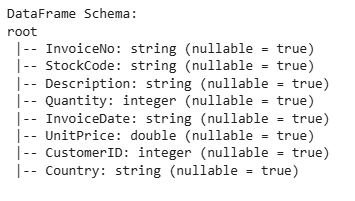 DataFrame Schema:
root
 |-- InvoiceNo: string (nullable = true)
 |-- StockCode: string (nullable = true)
 |-- Description: string (nullable = true)
 |-- Quantity: integer (nullable = true)
 |-- InvoiceDate: string (nullable = true)
 |-- UnitPrice: double (nullable = true)
 |-- CustomerID: integer (nullable = true)
 |-- Country: string (nullable = true)